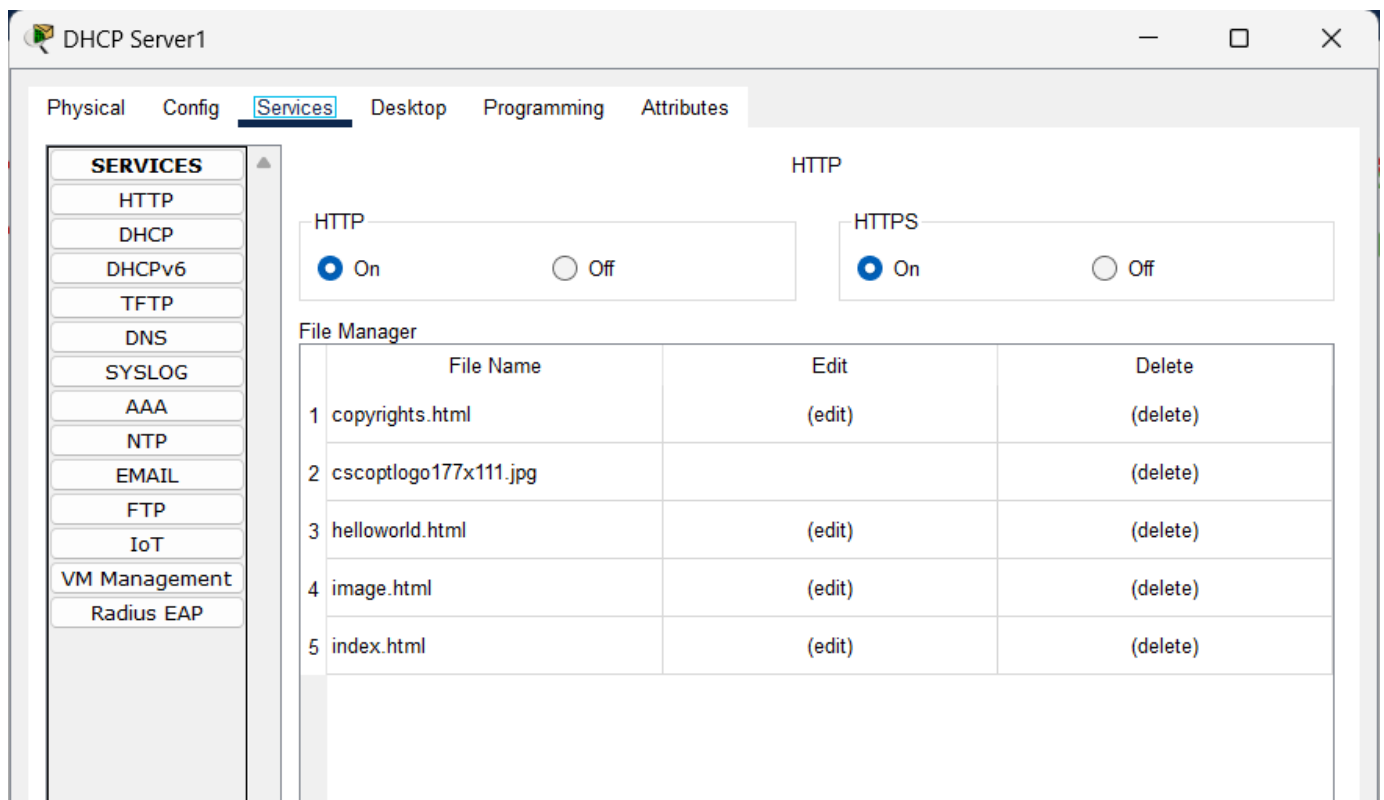 DHCP Server1
Physical Config Services Desktop Programming Attributes
SERVICES
HTTP
DHCP
DHCPv6
TFTP
DNS
SYSLOG
AAA
NTP
EMAIL
FTP
IoT
VM Management
Radius EAP
HTTP
HTTP
On Off
HTTPS
On Off
File Manager
File Name Edit Delete
1 copyrights.html (edit) (delete)
2 cscoptlogo177x111.jpg (delete)
3 helloworld.html (edit) (delete)
4 image.html (edit) (delete)
5 index.html (edit) (delete)